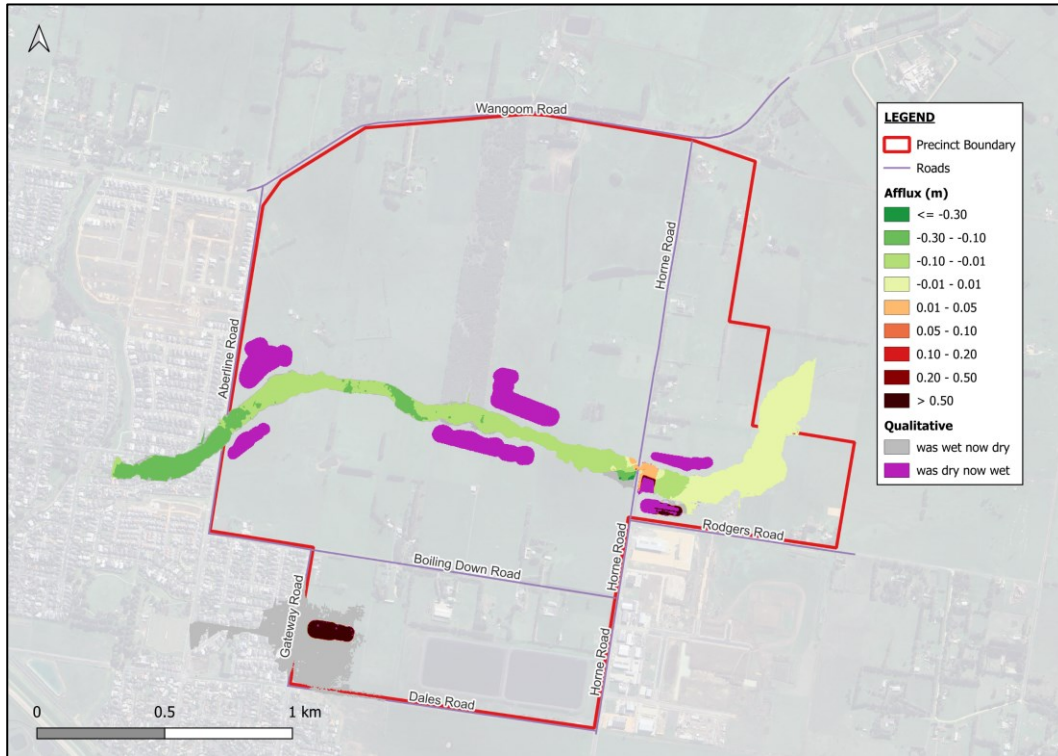 Wangoom Road
LEGEND
Precinct Boundary
Roads
Afflux (m)
<= -0.30
-0.30 - -0.10
-0.10 - -0.01
-0.01 - 0.01
0.01 - 0.05
0.05 - 0.10
0.10 - 0.20
0.20 - 0.50
> 0.50
Qualitative
was wet now dry
was dry now wet
Horne Road
Aberline Road
Rodgers Road
Horne Road
Boiling Down Road
Gateway Road
Horne Road
Dales Road
0 0.5 1 km